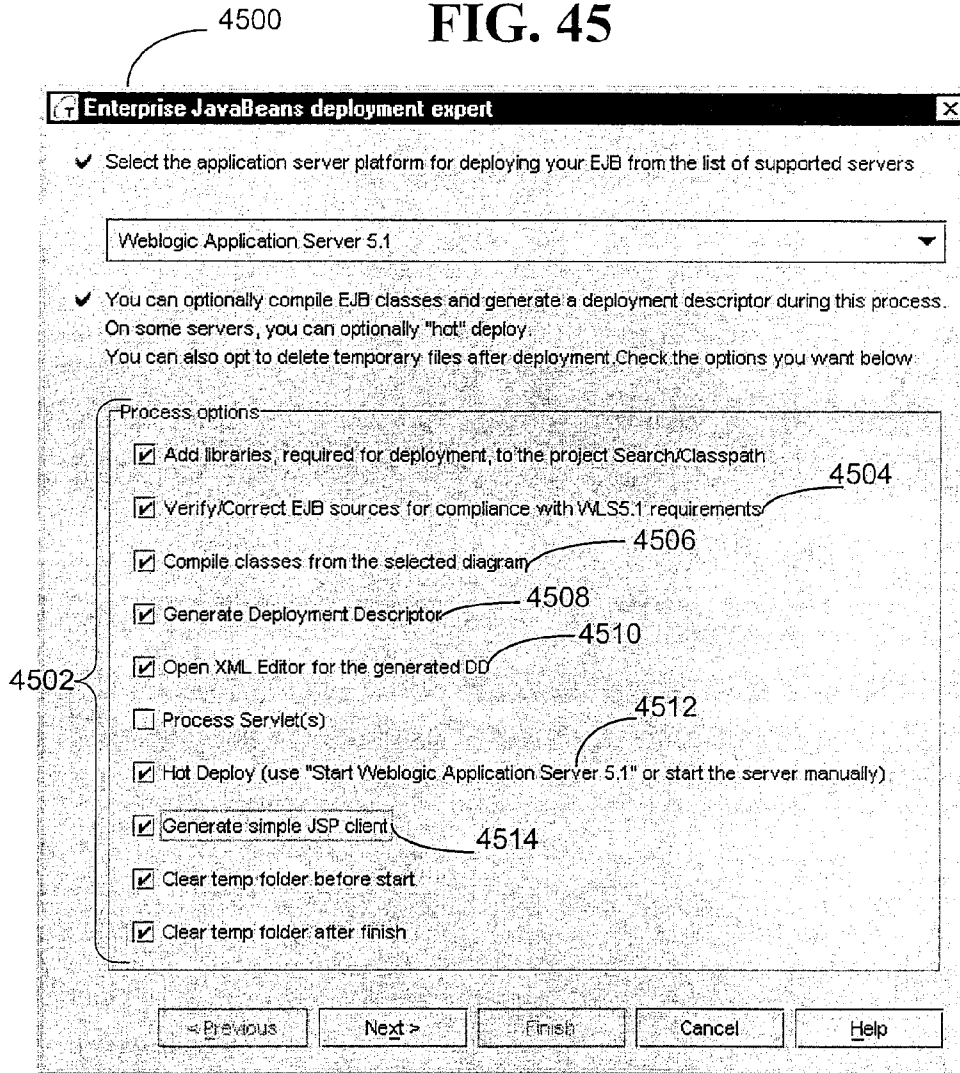 FIG. 45
4500
Enterprise JavaBeans deployment expert
Select the application server platform for deploying your EJB from the list of supported servers
Weblogic Application Server 5.1
You can optionally compile EJB classes and generate a deployment descriptor during this process.
On some servers, you can optionally "hot" deploy.
You can also opt to delete temporary files after deployment.Check the options you want below
Process options
Add libraries, required for deployment, to the project Search/Classpath
4504
Verify/Correct EJB sources for compliance with WLS5.1 requirements
4506
Compile classes from the selected diagram
4508
Generate Deployment Descriptor
4510
Open XML Editor for the generated DD
4502
Process Servlet(s)
4512
Hot Deploy (use "Start Weblogic Application Server 5.1" or start the server manually)
Generate simple JSP client
4514
Clear temp folder before start
Clear temp folder after finish
< Previous
Next >
Finish
Cancel
Help